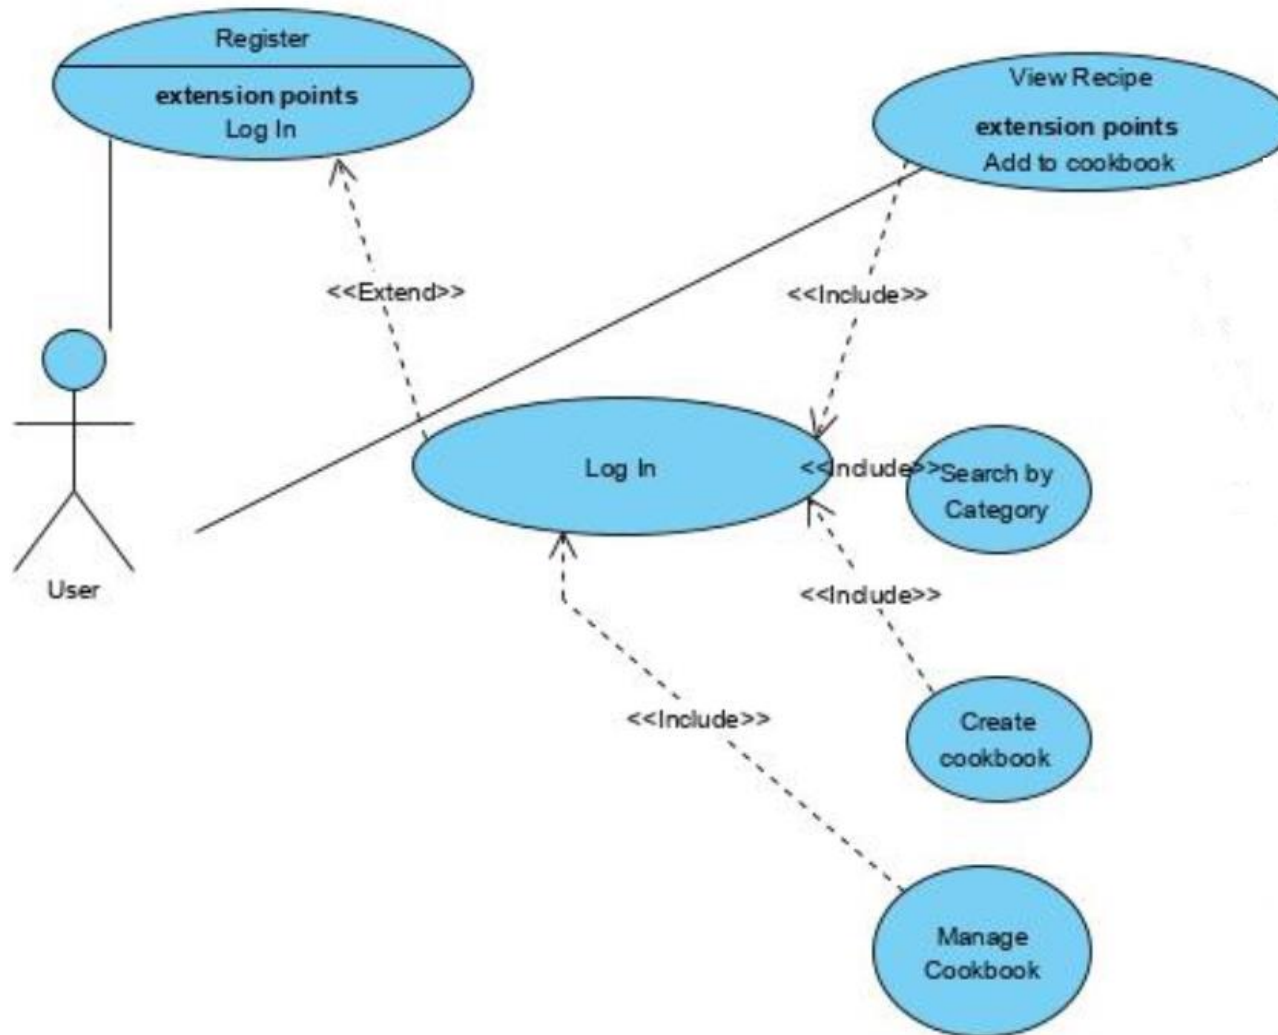 Register
extension points
Log In
View Recipe
extension points
Add to cookbook
<<Extend>>
<<Include>>
Log In
<<Include>>
Search by
Category
User
<<Include>>
Create
cookbook
<<Include>>
Manage
Cookbook